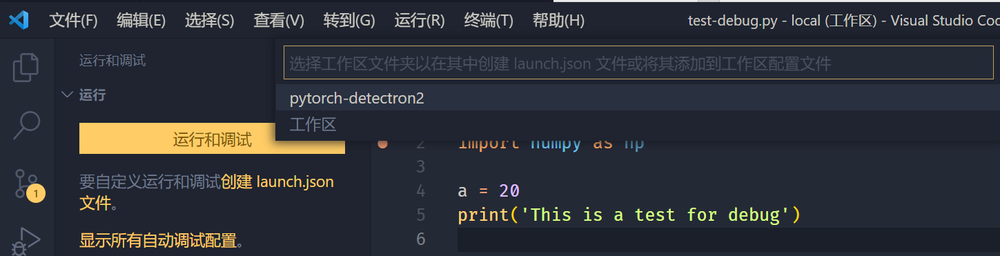 文件(F) 编辑(E) 选择(S) 查看(V) 转到(G) 运行(R) 终端(T) 帮助(H) test-debug.py - local (工作区) - Visual Studio Cod
运行和调试
选择工作区文件夹以在其中创建 launch.json 文件或将其添加到工作区配置文件
运行
pytorch-detectron2
工作区
运行和调试
2 import numpy as np
3
要自定义运行和调试创建 launch.json
文件。
1
4 a = 20
5 print('This is a test for debug')
6
显示所有自动调试配置。